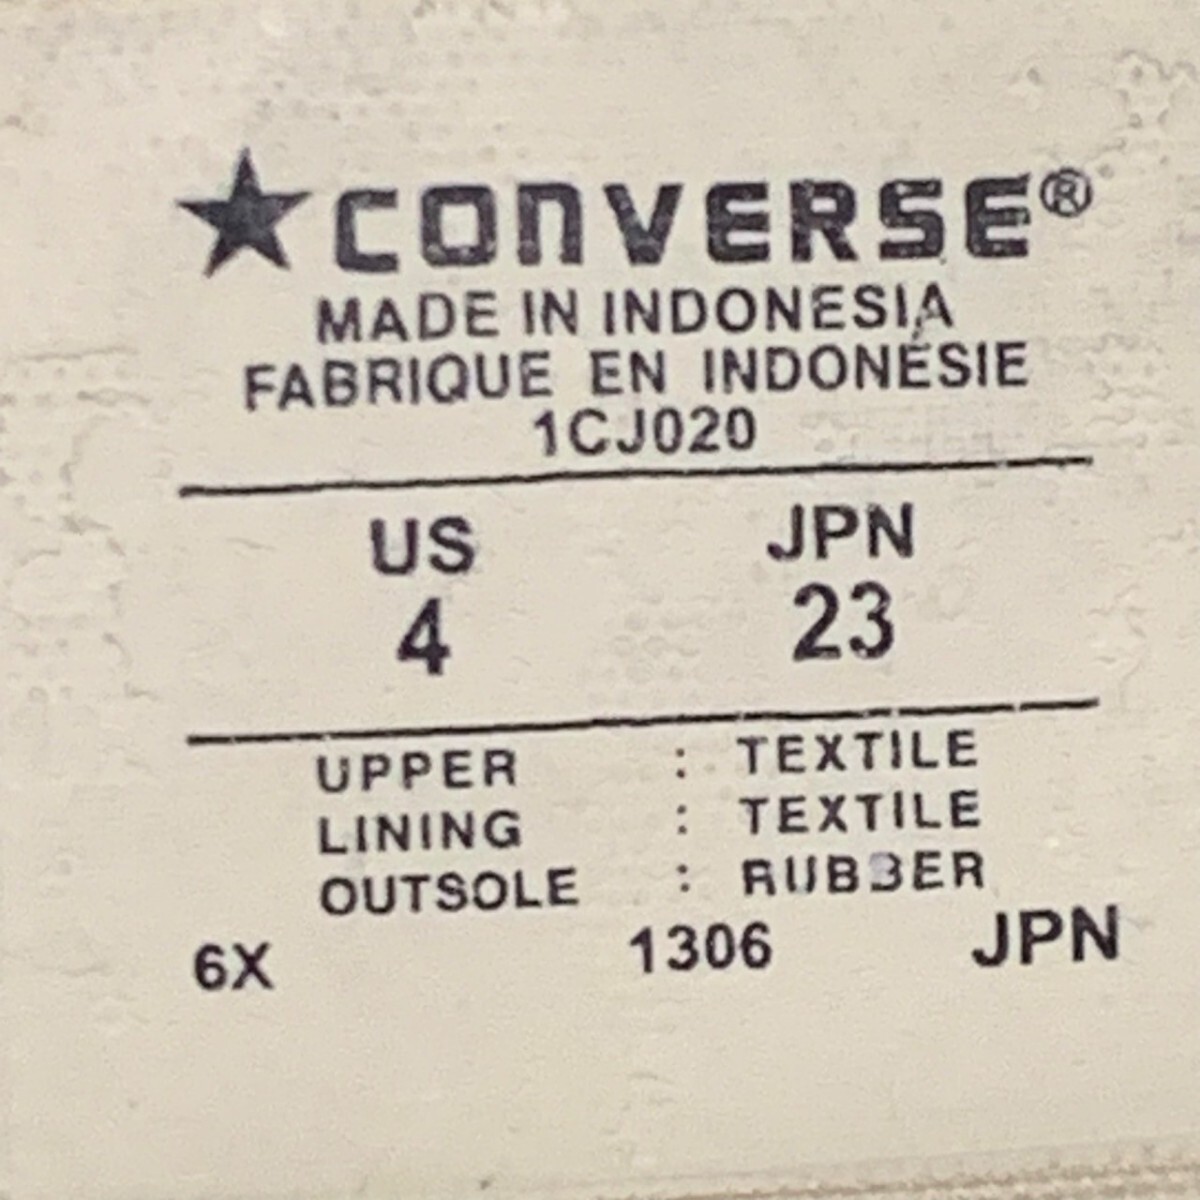 ★CONVERSE®
MADE IN INDONESIA
FABRIQUE EN INDONÉSIE
1CJ020
US JPN
4 23
UPPER : TEXTILE
LINING : TEXTILE
OUTSOLE : RUBBER
6X 1306 JPN